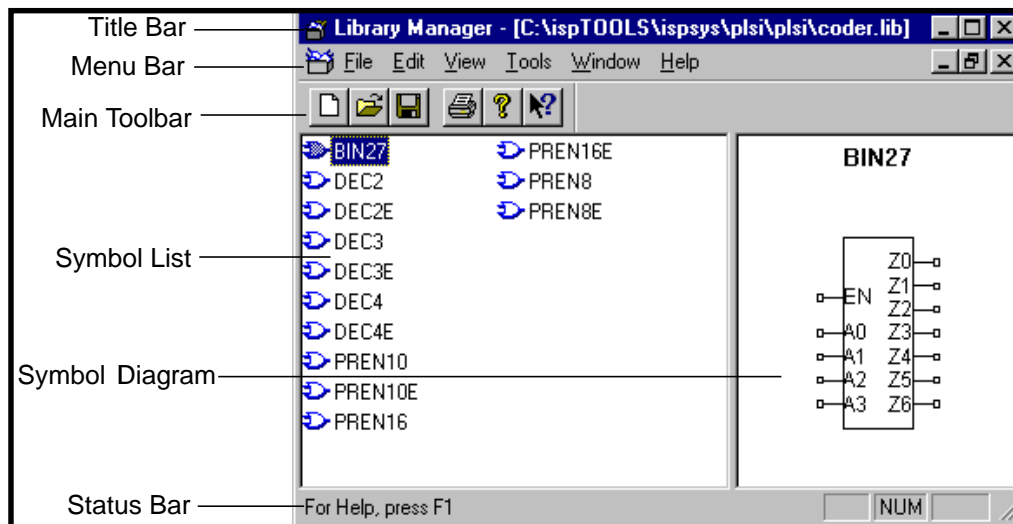 Title Bar
Library Manager - [C:\ispTOOLS\ispsys\plsi\plsi\coder.lib]
Menu Bar
File Edit View Tools Window Help
Main Toolbar
Symbol List
BIN27
DEC2
DEC2E
DEC3
DEC3E
DEC4
DEC4E
PREN10
PREN10E
PREN16
PREN16E
PREN8
PREN8E
Symbol Diagram
BIN27
EN
A0
A1
A2
A3
Z0
Z1
Z2
Z3
Z4
Z5
Z6
Status Bar
For Help, press F1
NUM